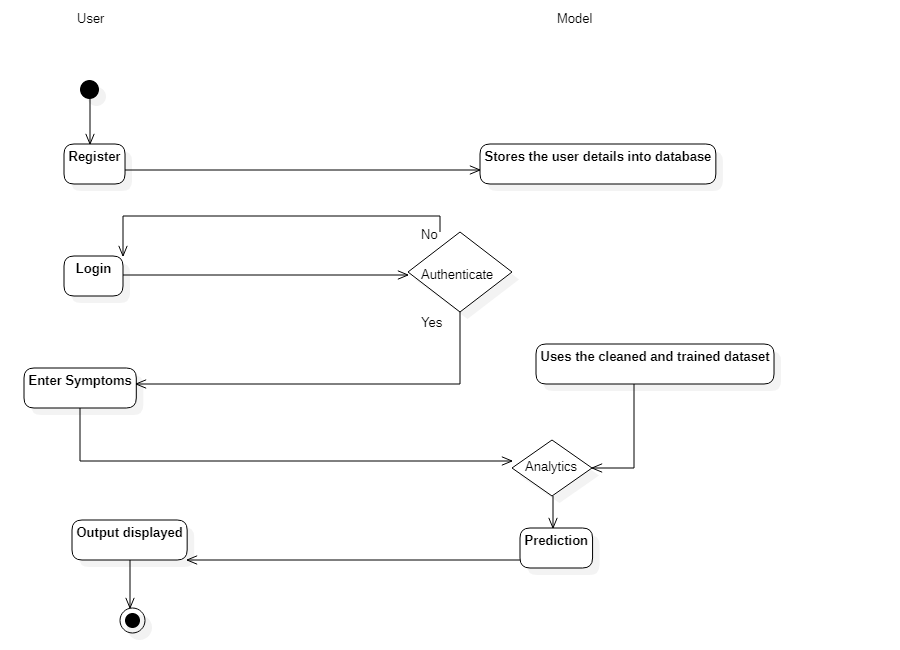 User
Model
Register
Stores the user details into database
No
Login
Authenticate
Yes
Uses the cleaned and trained dataset
Enter Symptoms
Analytics
Output displayed
Prediction